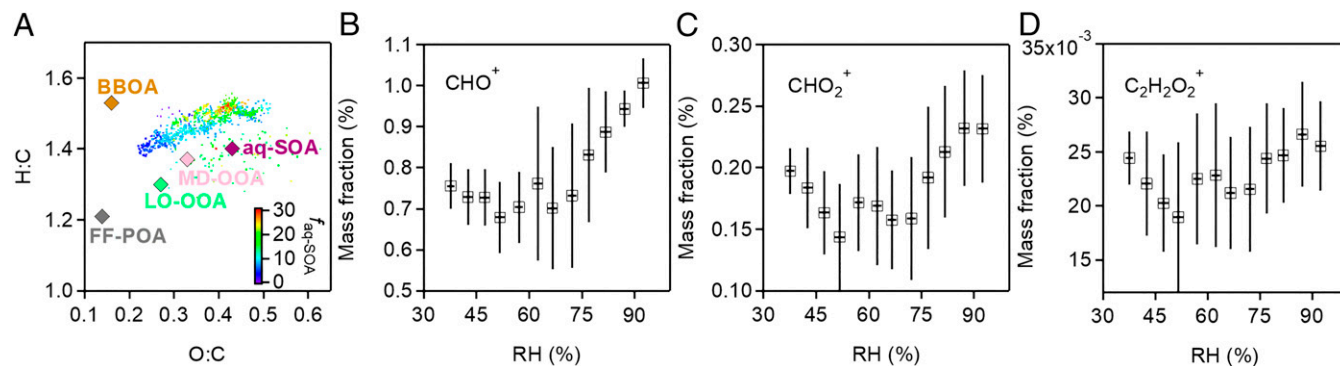 A
H:C
1.6
1.4
1.2
1.0
0.1 0.2 0.3 0.4 0.5 0.6
O:C
BBOA
aq-SOA
MD-OOA
LO-OOA
FF-POA
30
20
10
0
f aq-SOA
B
Mass fraction (%)
1.1
1.0
0.9
0.8
0.7
0.6
0.5
CHO+
30 45 60 75 90
RH (%)
C
Mass fraction (%)
0.30
0.25
0.20
0.15
0.10
CHO2+
30 45 60 75 90
RH (%)
D
Mass fraction (%)
35x10-3
30
25
20
15
C2H2O2+
30 45 60 75 90
RH (%)